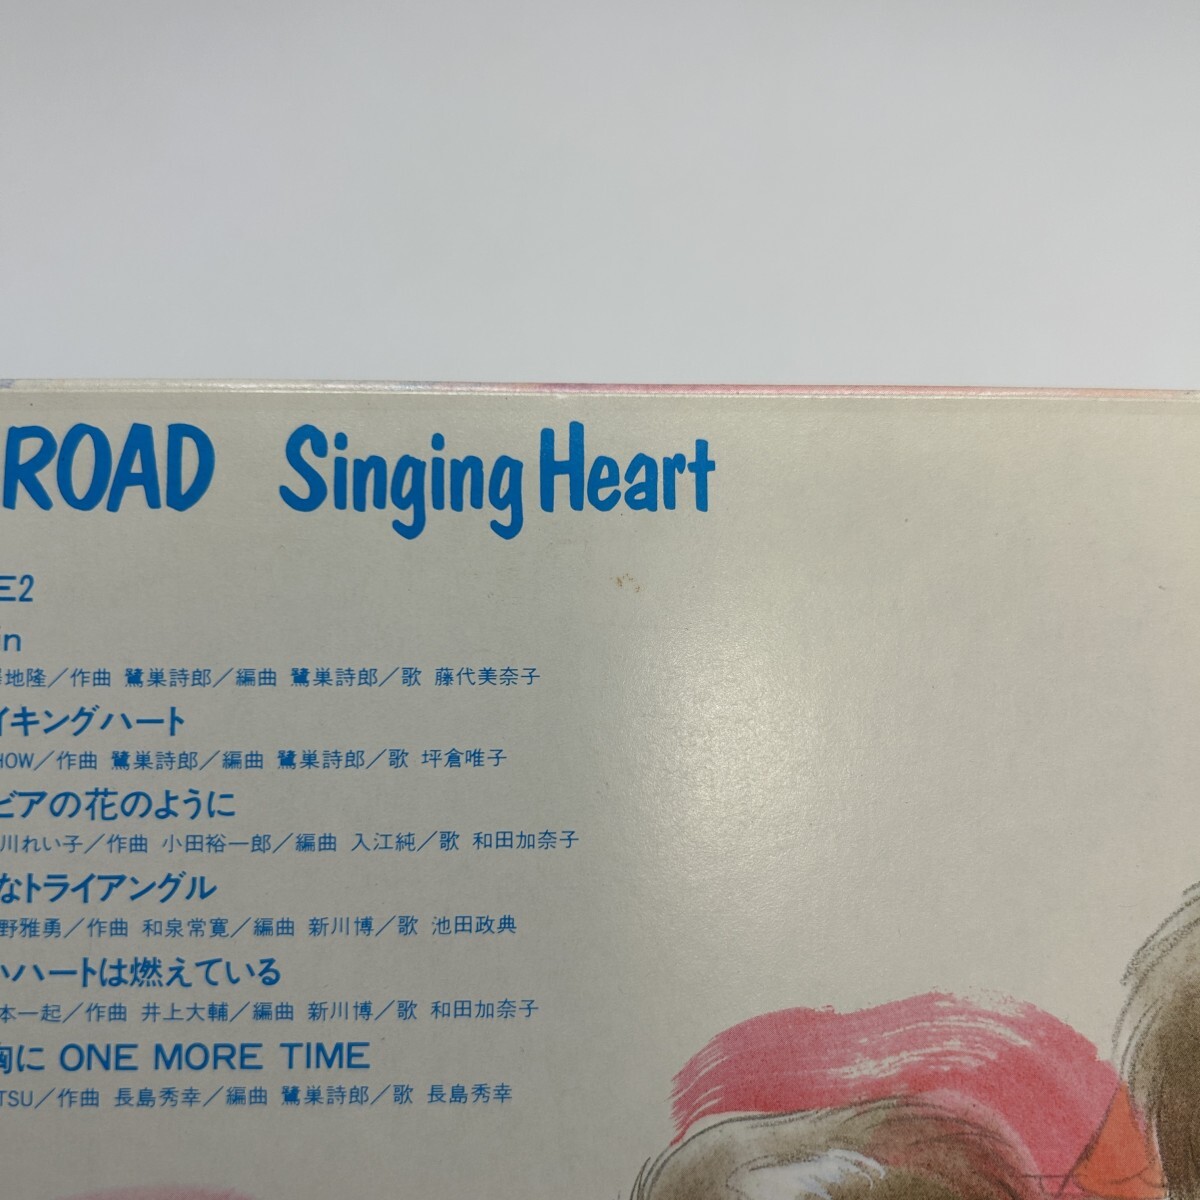 ROAD Singing Heart
E2
in
澤地隆／作曲 鷺巣詩郎／編曲 鷺巣詩郎／歌 藤代美奈子
イキングハート
HOW／作曲 鷺巣詩郎／編曲 鷺巣詩郎／歌 坪倉唯子
ビアの花のように
川れい子／作曲 小田裕一郎／編曲 入江純／歌 和田加奈子
なトライアングル
野雅勇／作曲 和泉常寛／編曲 新川博／歌 池田政典
いハートは燃えている
本一起／作曲 井上大輔／編曲 新川博／歌 和田加奈子
胸に ONE MORE TIME
TSU／作曲 長島秀幸／編曲 鷺巣詩郎／歌 長島秀幸